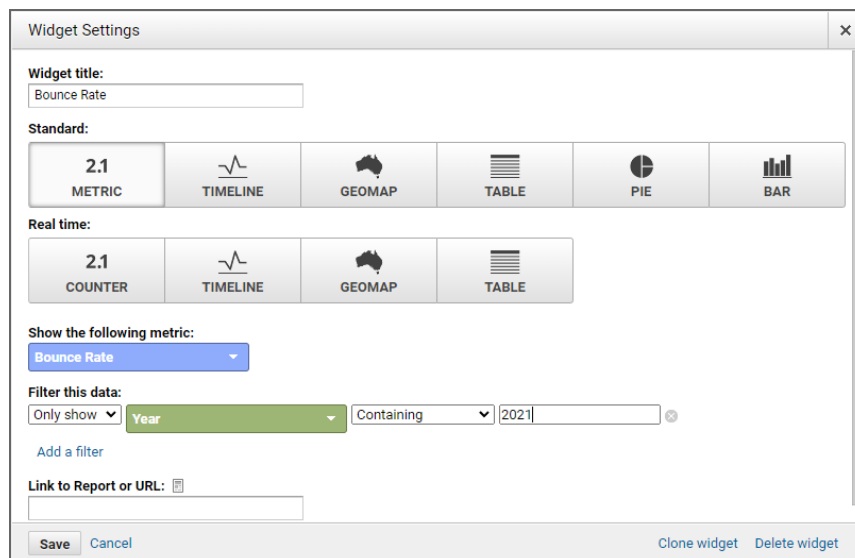 Widget Settings
Widget title:
Bounce Rate
Standard:
2.1
METRIC TIMELINE GEOMAP TABLE PIE BAR
Real time:
2.1
COUNTER TIMELINE GEOMAP TABLE
Show the following metric:
Bounce Rate
Filter this data:
Only show Year Containing 2021
Add a filter
Link to Report or URL:
Save Cancel Clone widget Delete widget